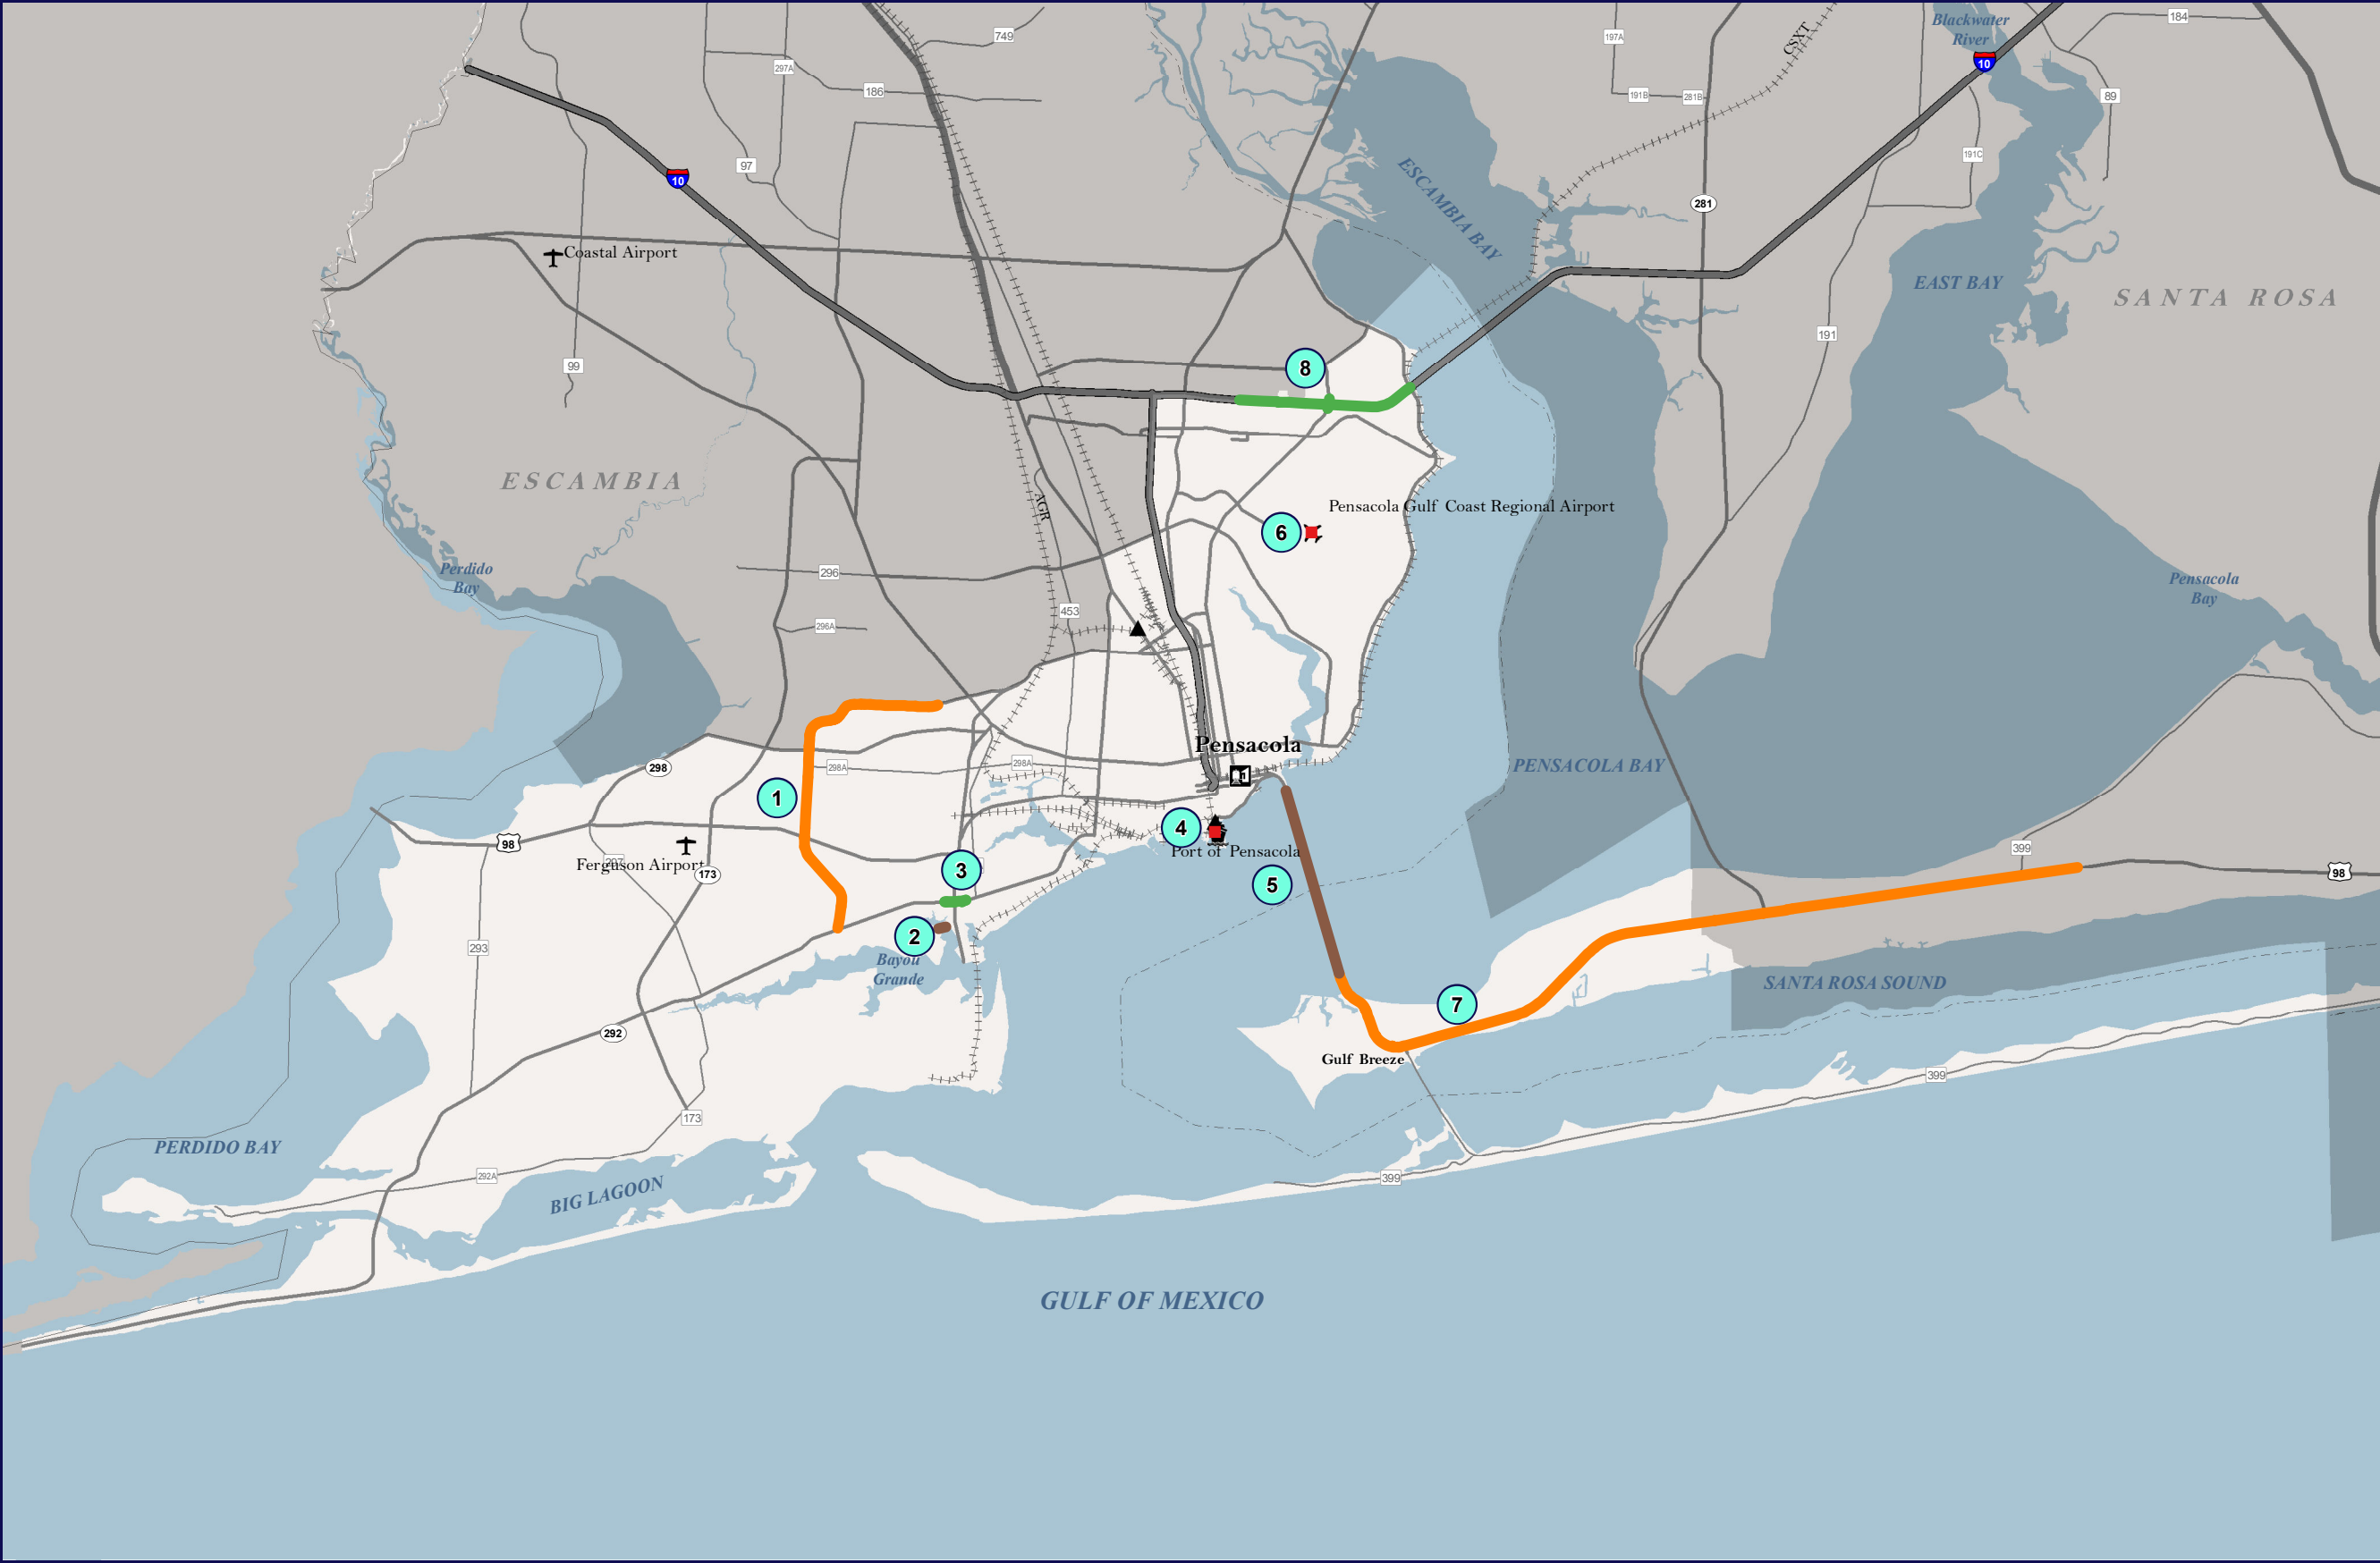 Blackwater
River
184
749
197A
CSXT
10
297A
186
191B
281B
89
97
10
191C
ESCAMBIA BAY
281
Coastal Airport
EAST BAY
SANTA ROSA
191
99
8
ESCAMBIA
AGR
Pensacola Gulf Coast Regional Airport
6
Perdido
Bay
296
Pensacola
Bay
453
296A
Pensacola
298
298A
298A
PENSACOLA BAY
1
4
98
Port of Pensacola
399
297
Ferguson Airport
173
3
98
5
2
293
Bayou
Grande
SANTA ROSA SOUND
7
292
Gulf Breeze
399
173
PERDIDO BAY
292A
399
BIG LAGOON
GULF OF MEXICO